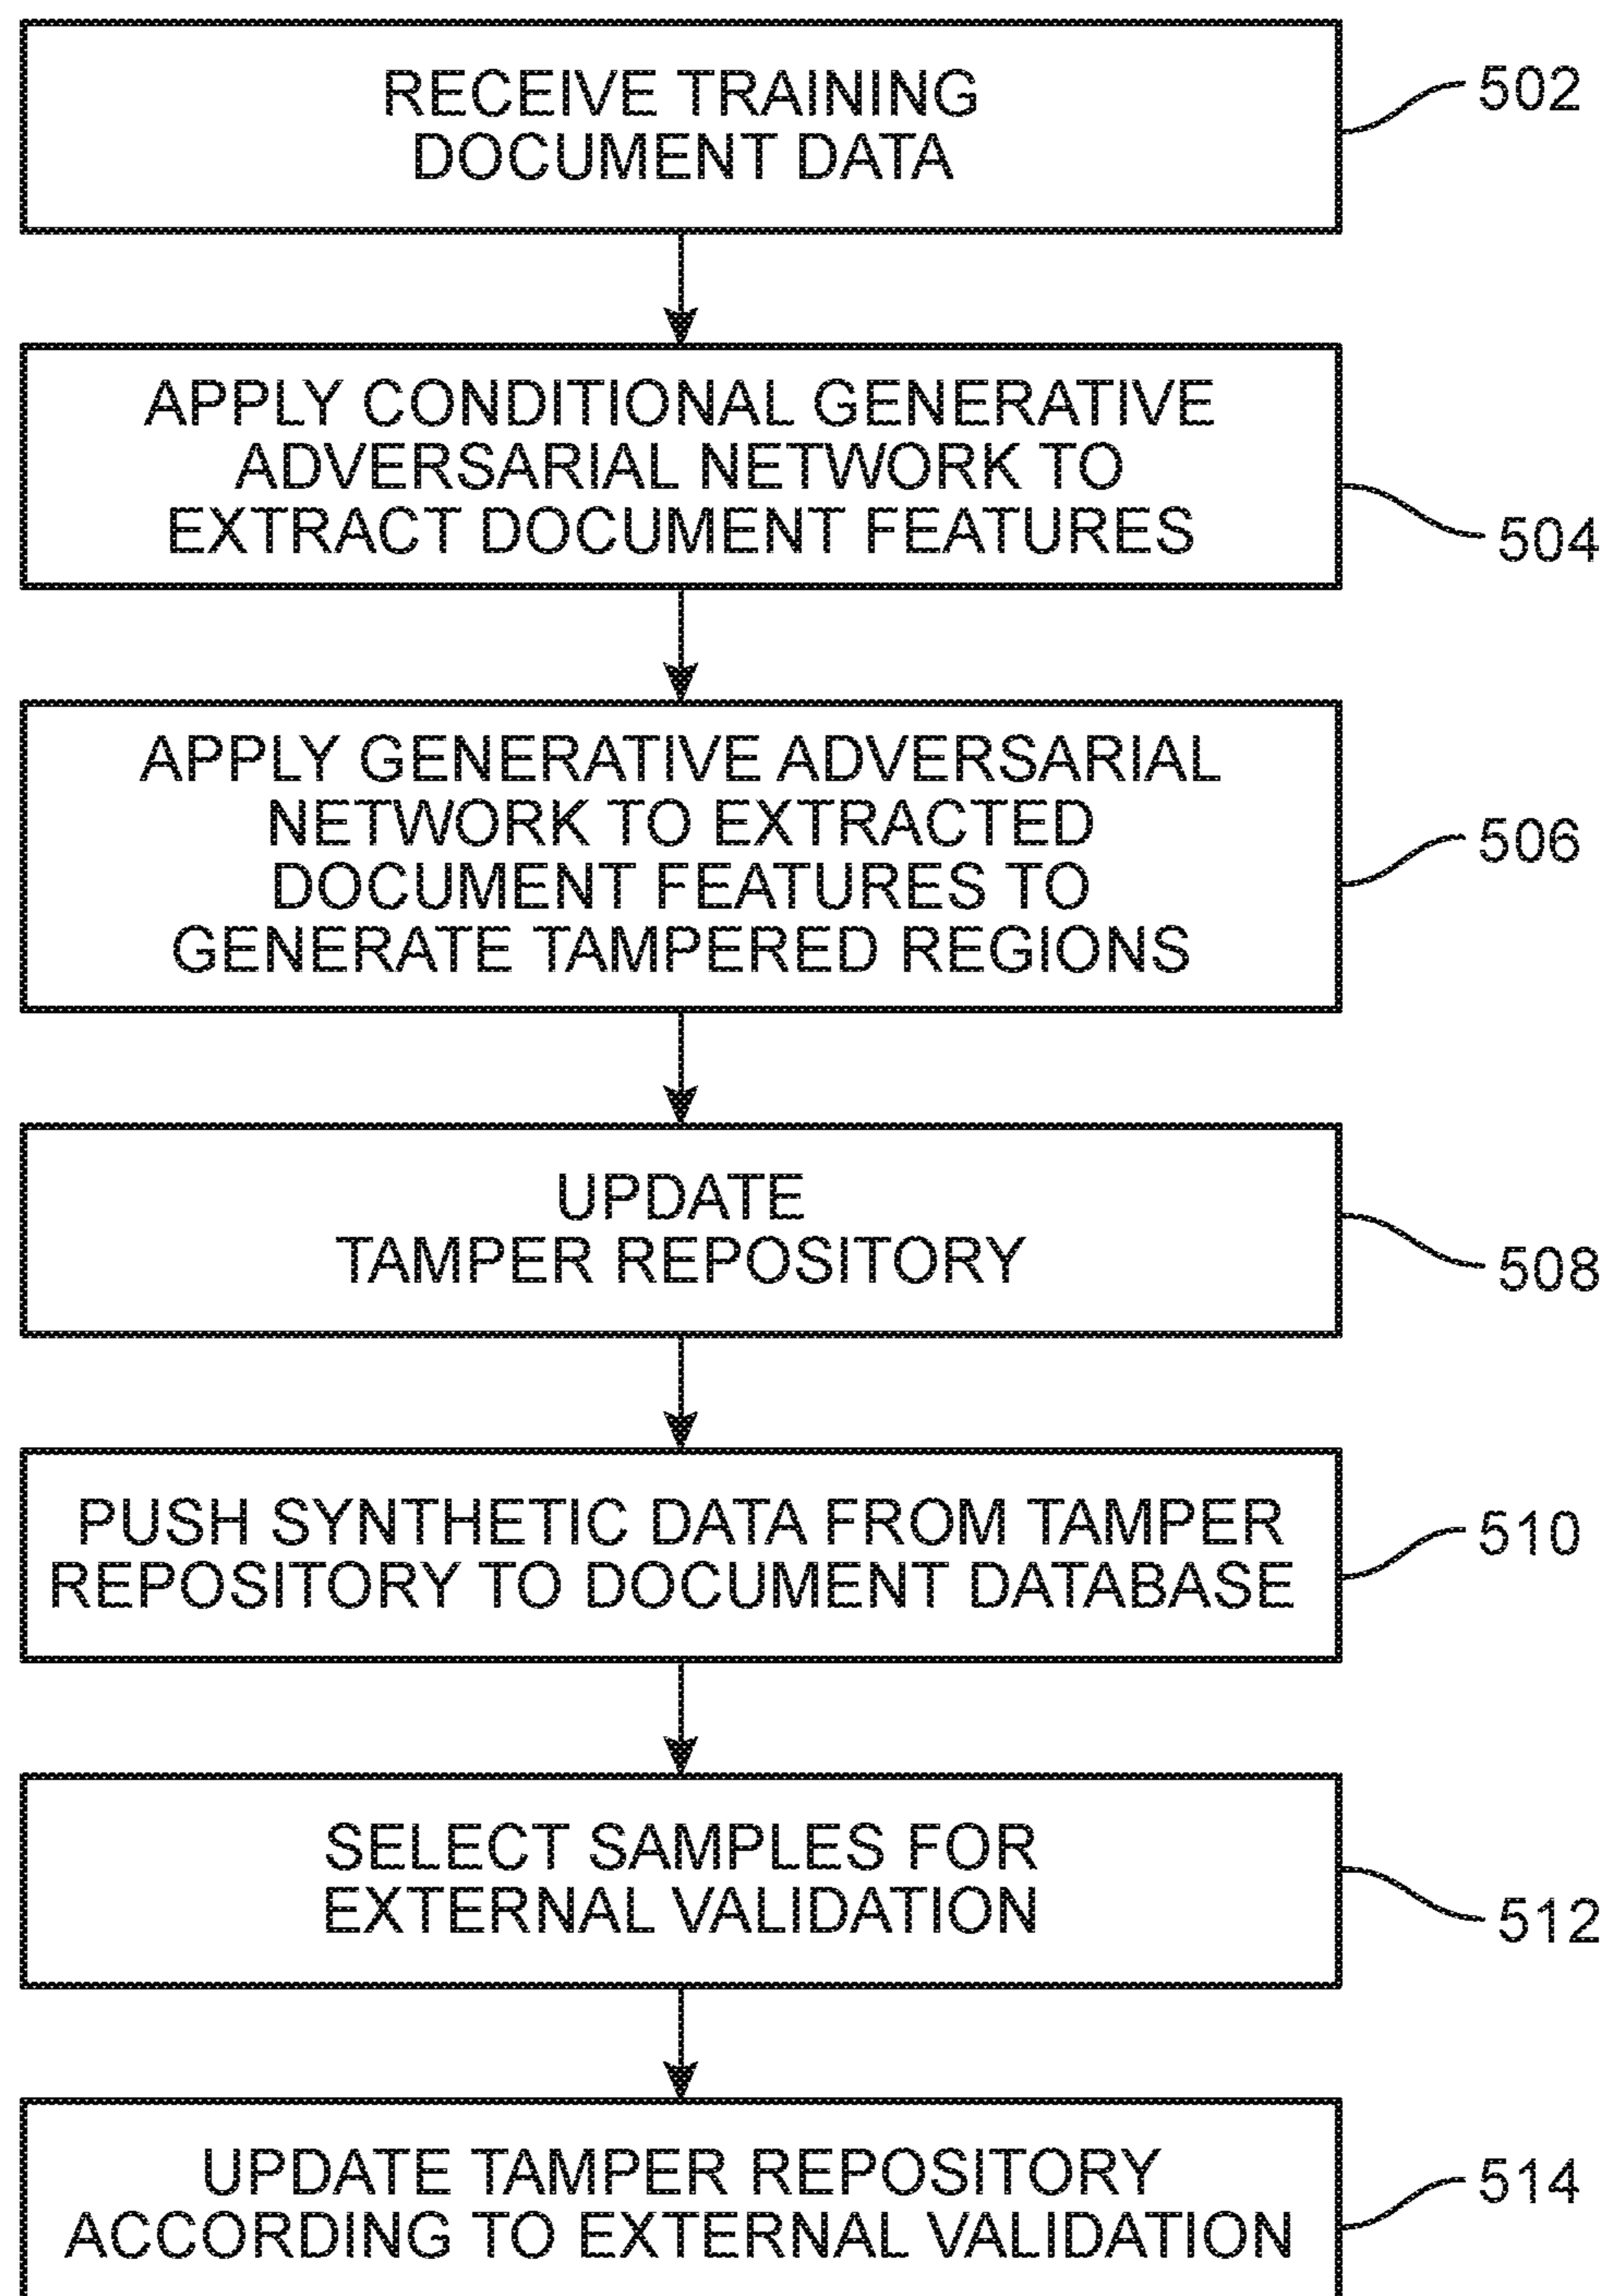 RECEIVE TRAINING
DOCUMENT DATA
502
APPLY CONDITIONAL GENERATIVE
ADVERSARIAL NETWORK TO
EXTRACT DOCUMENT FEATURES
504
APPLY GENERATIVE ADVERSARIAL
NETWORK TO EXTRACTED
DOCUMENT FEATURES TO
GENERATE TAMPERED REGIONS
506
UPDATE
TAMPER REPOSITORY
508
PUSH SYNTHETIC DATA FROM TAMPER
REPOSITORY TO DOCUMENT DATABASE
510
SELECT SAMPLES FOR
EXTERNAL VALIDATION
512
UPDATE TAMPER REPOSITORY
ACCORDING TO EXTERNAL VALIDATION
514